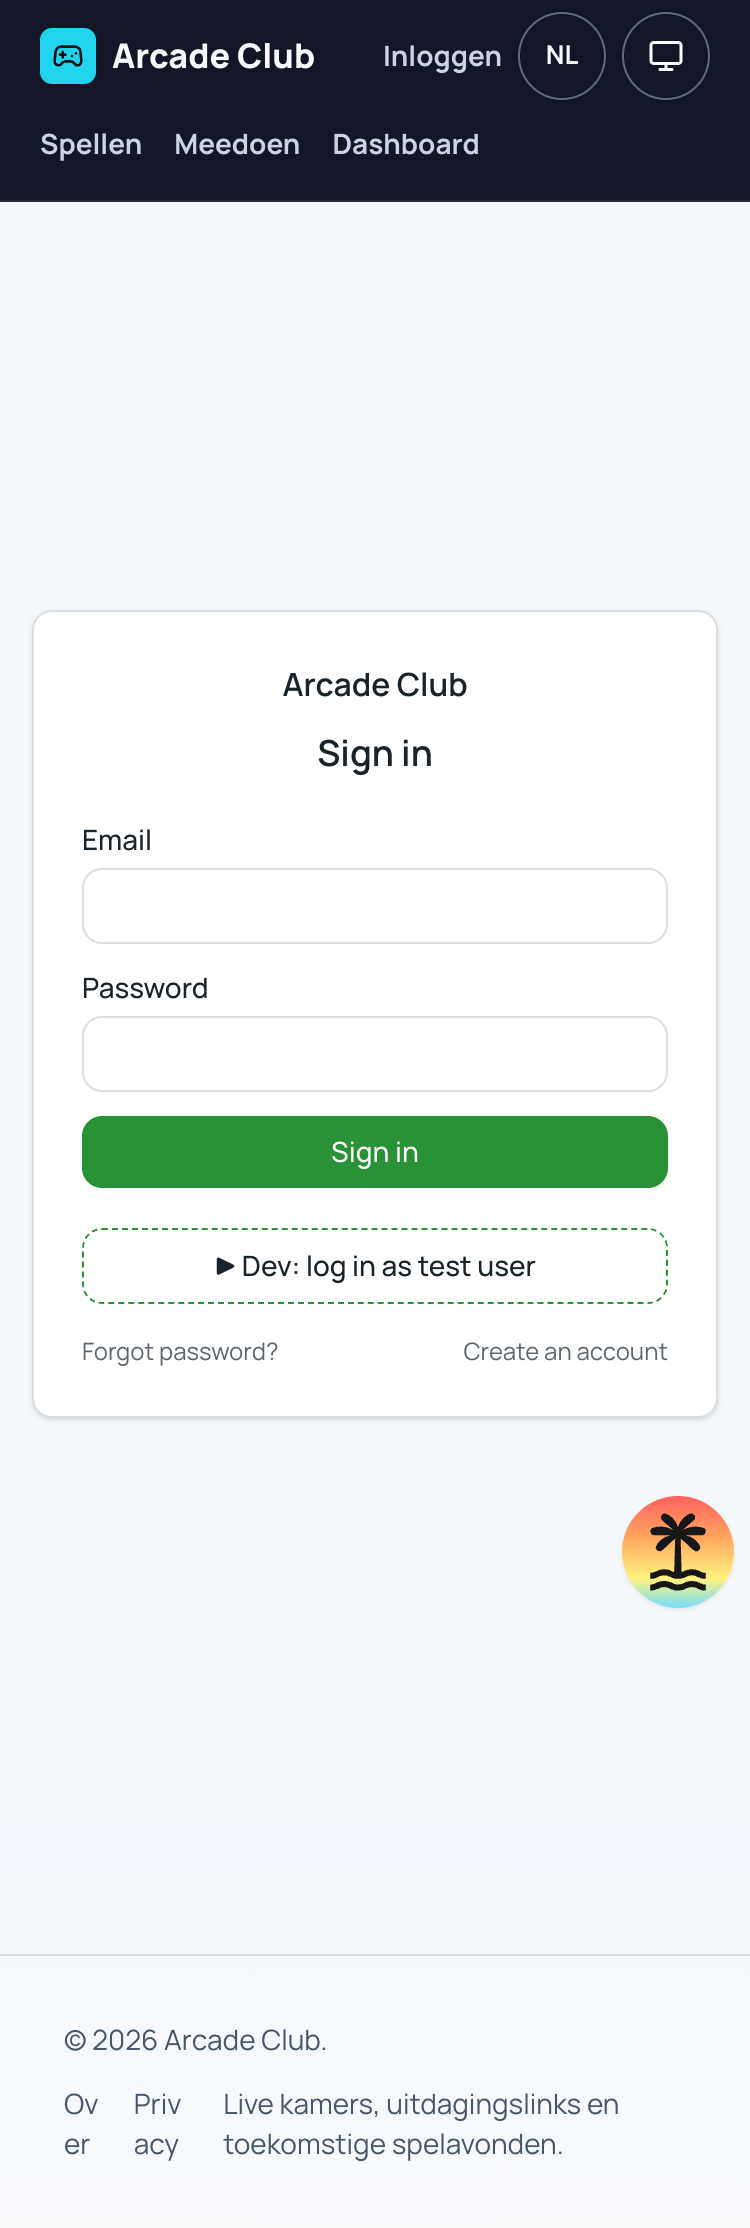 Arcade Club
Inloggen
NL
Spellen Meedoen Dashboard
Arcade Club
Sign in
Email
Password
Sign in
Dev: log in as test user
Forgot password? Create an account
© 2026 Arcade Club.
Ov
er
Priv
acy
Live kamers, uitdagingslinks en
toekomstige spelavonden.